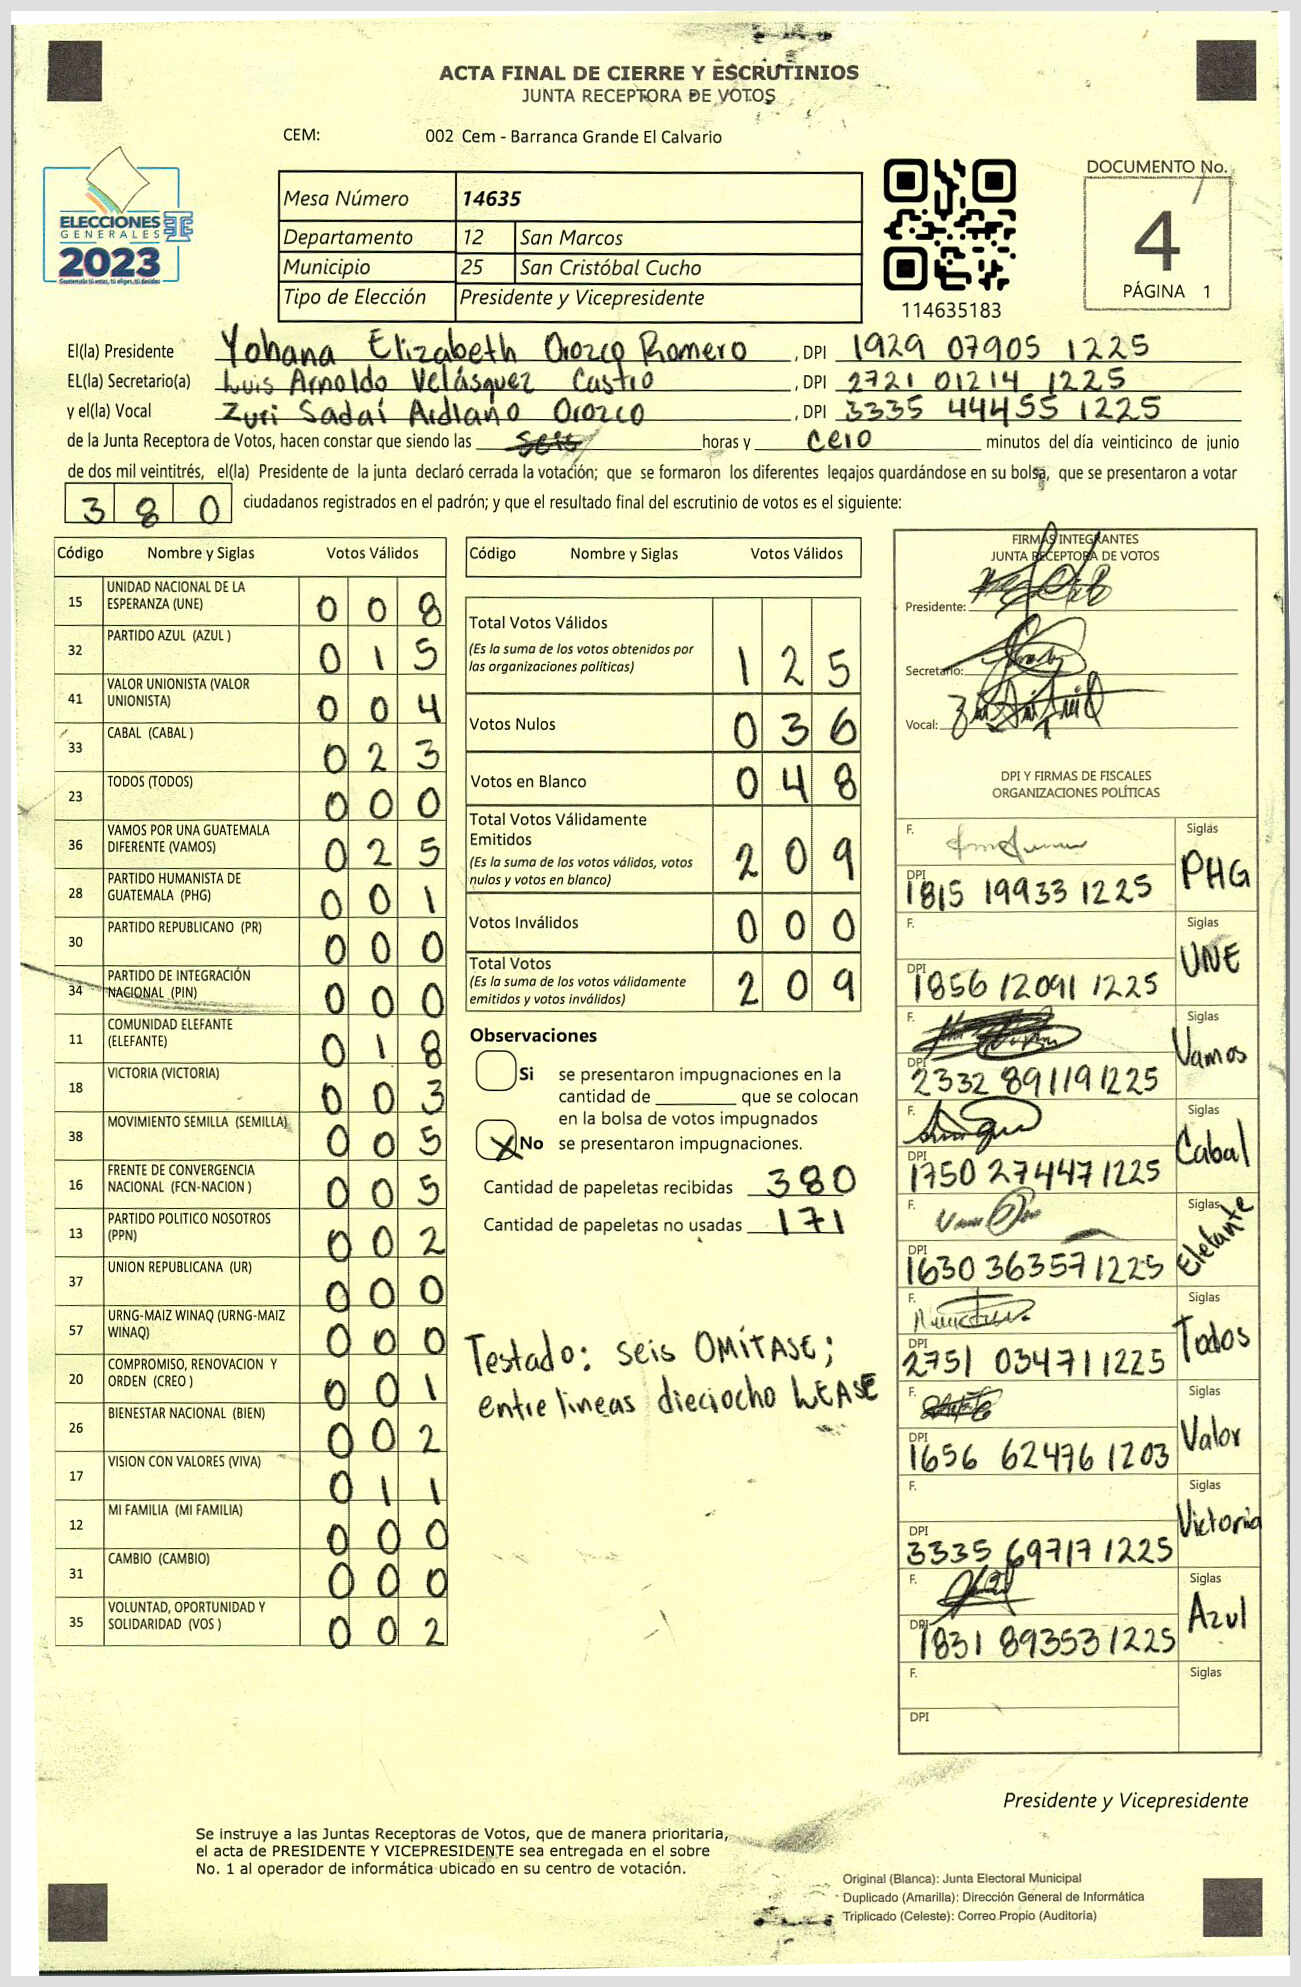 ACTA FINAL DE CIERRE Y ESCRUTINIOS
JUNTA RECEPTORA DE VOTOS
CEM: 002 Cem - Barranca Grande El Calvario
ELECCIONES
GENERALES
2023
Mesa Número 14635
Departamento 12 San Marcos
Municipio 25 San Cristóbal Cucho
Tipo de Elección Presidente y Vicepresidente
114635183
DOCUMENTO No.
4
PÁGINA 1
El(la) Presidente Yohana Elizabeth Orozco Romero , DPI 1929 07905 1225
EL(la) Secretario(a) Luis Arnoldo Velásquez Castro , DPI 2721 01214 1225
y el(la) Vocal Zuri Sadaí Ardiano Orozco , DPI 3335 44455 1225
de la Junta Receptora de Votos, hacen constar que siendo las seis horas y cero minutos del día veinticinco de junio
de dos mil veintitrés, el(la) Presidente de la junta declaró cerrada la votación; que se formaron los diferentes legajos quardándose en su bolsa, que se presentaron a votar
380 ciudadanos registrados en el padrón; y que el resultado final del escrutinio de votos es el siguiente:
Código Nombre y Siglas Votos Válidos
15 UNIDAD NACIONAL DE LA ESPERANZA (UNE) 0 0 8
32 PARTIDO AZUL (AZUL ) 0 1 5
41 VALOR UNIONISTA (VALOR UNIONISTA) 0 0 4
33 CABAL (CABAL ) 0 2 3
23 TODOS (TODOS) 0 0 0
36 VAMOS POR UNA GUATEMALA DIFERENTE (VAMOS) 0 2 5
28 PARTIDO HUMANISTA DE GUATEMALA (PHG) 0 0 1
30 PARTIDO REPUBLICANO (PR) 0 0 0
34 PARTIDO DE INTEGRACIÓN NACIONAL (PIN) 0 0 0
11 COMUNIDAD ELEFANTE (ELEFANTE) 0 1 8
18 VICTORIA (VICTORIA) 0 0 3
38 MOVIMIENTO SEMILLA (SEMILLA) 0 0 5
16 FRENTE DE CONVERGENCIA NACIONAL (FCN-NACION ) 0 0 5
13 PARTIDO POLITICO NOSOTROS (PPN) 0 0 2
37 UNION REPUBLICANA (UR) 0 0 0
57 URNG-MAIZ WINAQ (URNG-MAIZ WINAQ) 0 0 0
20 COMPROMISO, RENOVACION Y ORDEN (CREO ) 0 0 1
26 BIENESTAR NACIONAL (BIEN) 0 0 2
17 VISION CON VALORES (VIVA) 0 1 1
12 MI FAMILIA (MI FAMILIA) 0 0 0
31 CAMBIO (CAMBIO) 0 0 0
35 VOLUNTAD, OPORTUNIDAD Y SOLIDARIDAD (VOS ) 0 0 2
Código Nombre y Siglas Votos Válidos
Total Votos Válidos 1 2 5
(Es la suma de los votos obtenidos por
las organizaciones políticas)
Votos Nulos 0 3 6
Votos en Blanco 0 4 8
Total Votos Válidamente
Emitidos 2 0 9
(Es la suma de los votos válidos, votos
nulos y votos en blanco)
Votos Inválidos 0 0 0
Total Votos 2 0 9
(Es la suma de los votos válidamente
emitidos y votos inválidos)
Observaciones
Si se presentaron impugnaciones en la
cantidad de ________ que se colocan
en la bolsa de votos impugnados
X No se presentaron impugnaciones.
Cantidad de papeletas recibidas 380
Cantidad de papeletas no usadas 171
Testado: seis OMÍTASE;
entre lineas dieciocho LEASE
FIRMAS INTEGRANTES
JUNTA RECEPTORA DE VOTOS
Presidente:
Secretario:
Vocal:
DPI Y FIRMAS DE FISCALES
ORGANIZACIONES POLÍTICAS
F. Siglas
DPI 1815 19933 1225 PHG
F. Siglas
DPI 1856 12091 1225 UNE
F. Siglas
DPI 2332 89119 1225 Vamos
F. Siglas
DPI 1750 27447 1225 Cabal
F. Siglas
DPI 1630 36357 1225 Elefante
F. Siglas
DPI 2751 03471 1225 Todos
F. Siglas
DPI 1656 62476 1203 Valor
F. Siglas
DPI 3335 69717 1225 Victoria
F. Siglas
DPI 1831 89353 1225 Azul
F. Siglas
DPI
Presidente y Vicepresidente
Se instruye a las Juntas Receptoras de Votos, que de manera prioritaria,
el acta de PRESIDENTE Y VICEPRESIDENTE sea entregada en el sobre
No. 1 al operador de informática ubicado en su centro de votación.
Original (Blanca): Junta Electoral Municipal
Duplicado (Amarilla): Dirección General de Informática
Triplicado (Celeste): Correo Propio (Auditoría)